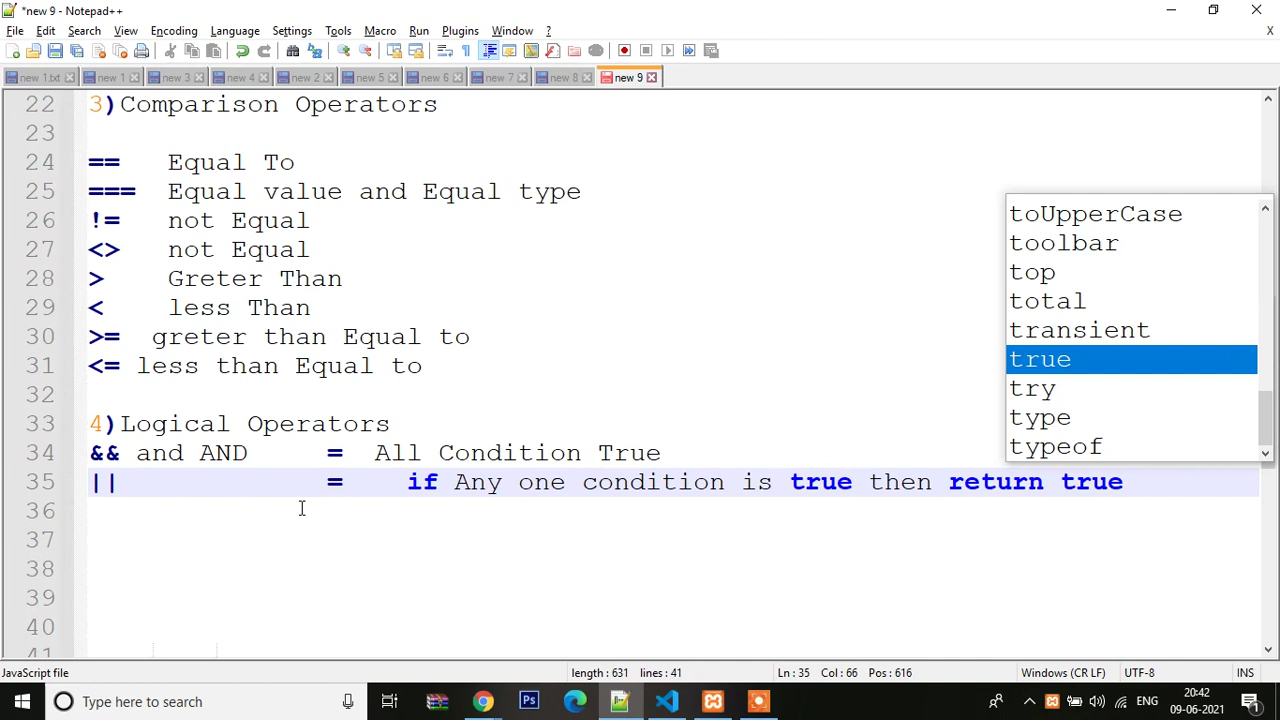 *new 9 - Notepad++
File Edit Search View Encoding Language Settings Tools Macro Run Plugins Window ?
X
new 1.txt new 1 new 3 new 4 new 2 new 5 new 6 new 7 new 8 new 9
22 3)Comparison Operators
23
24 == Equal To
25 === Equal value and Equal type
26 != not Equal
27 <> not Equal
28 > Greter Than
29 < less Than
30 >= greter than Equal to
31 <= less than Equal to
32
33 4)Logical Operators
34 && and AND = All Condition True
35 || = if Any one condition is true then return true
36
37
38
39
40
41
toUpperCase
toolbar
top
total
transient
true
try
type
typeof
JavaScript file length : 631 lines : 41 Ln : 35 Col : 66 Pos : 616 Windows (CR LF) UTF-8 INS
Type here to search
Ps
ENG
20:42
09-06-2021
1